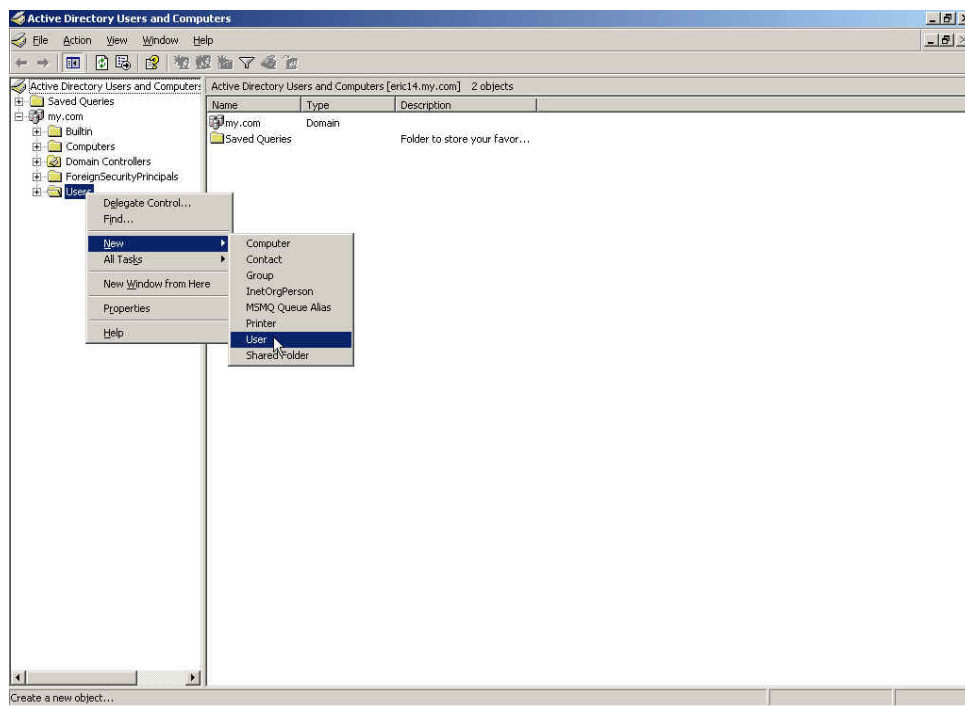 Active Directory Users and Computers
File Action View Window Help
Active Directory Users and Computers
Saved Queries
my.com
Builtin
Computers
Domain Controllers
ForeignSecurityPrincipals
Users
Active Directory Users and Computers [eric14.my.com] 2 objects
Name Type Description
my.com Domain
Saved Queries Folder to store your favor...
Delegate Control...
Find...
New
All Tasks
New Window from Here
Properties
Help
Computer
Contact
Group
InetOrgPerson
MSMQ Queue Alias
Printer
User
Shared Folder
Create a new object...